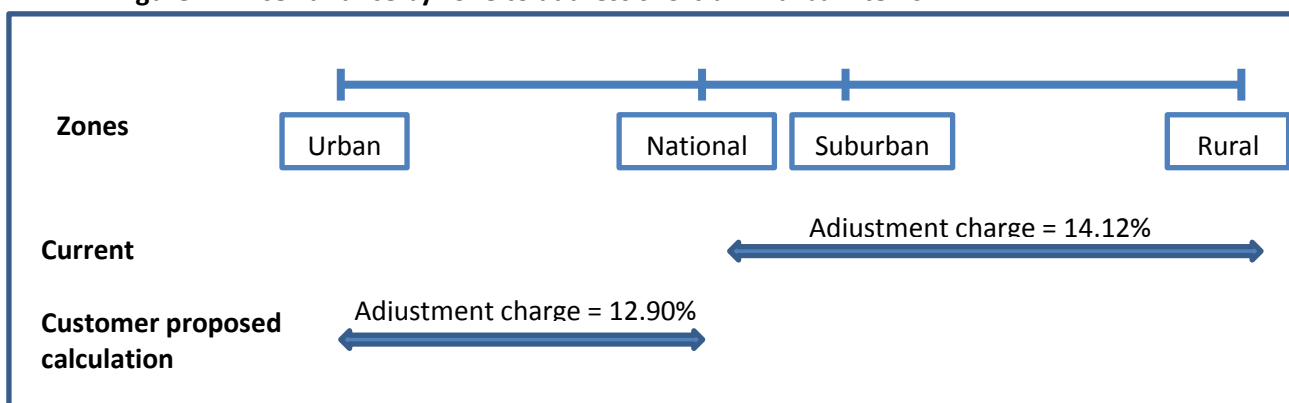 Zones
Urban
National
Suburban
Rural
Current
Adjustment charge = 14.12%
Customer proposed
calculation
Adjustment charge = 12.90%